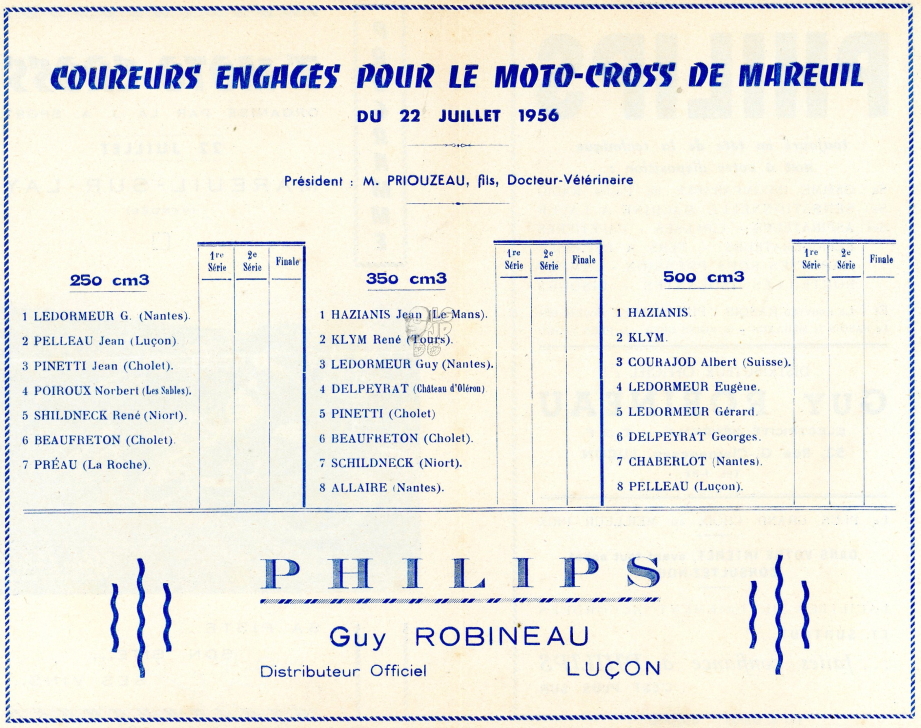 COUREURS ENGAGÉS POUR LE MOTO-CROSS DE MAREUIL
DU 22 JUILLET 1956
Président : M. PRIOUZEAU, fils, Docteur-Vétérinaire
250 cm3
1re Série
2e Série
Finale
1 LEDORMEUR G. (Nantes).
2 PELLEAU Jean (Luçon)
3 PINETTI Jean (Cholet).
4 POIROUX Norbert (Les Sables).
5 SHILDNECK René (Niort).
6 BEAUFRETON (Cholet).
7 PRÉAU (La Roche).
350 cm3
1re Série
2e Série
Finale
1 HAZIANIS Jean (Le Mans).
2 KLYM René (Tours).
3 LEDORMEUR Guy (Nantes).
4 DELPEYRAT (Château d'Oléron)
5 PINETTI (Cholet)
6 BEAUFRETON (Cholet).
7 SCHILDNECK (Niort).
8 ALLAIRE (Nantes).
500 cm3
1re Série
2e Série
Finale
1 HAZIANIS.
2 KLYM.
3 COURAJOD Albert (Suisse).
4 LEDORMEUR Eugène.
5 LEDORMEUR Gérard.
6 DELPEYRAT Georges.
7 CHABERLOT (Nantes).
8 PELLEAU (Luçon).
PHILIPS
Guy ROBINEAU
Distributeur Officiel LUÇON